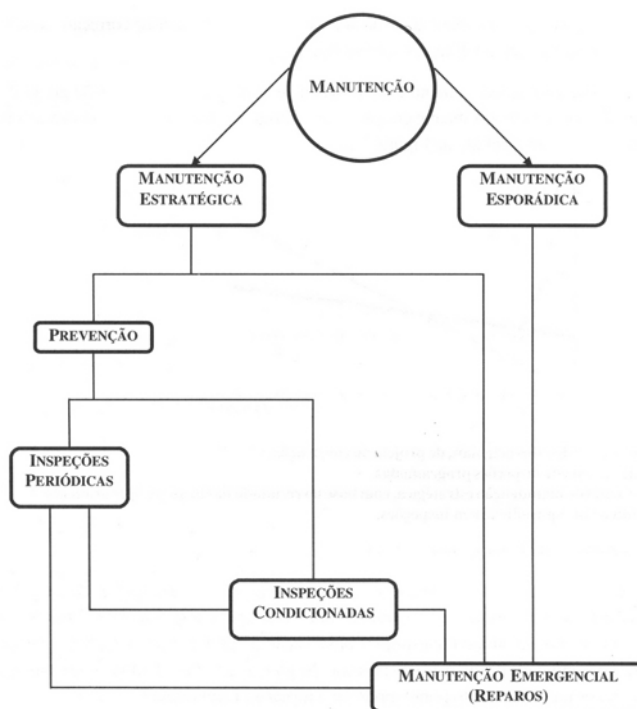 MANUTENÇÃO
MANUTENÇÃO
ESTRATÉGICA
MANUTENÇÃO
ESPORÁDICA
PREVENÇÃO
INSPEÇÕES
PERIÓDICAS
INSPEÇÕES
CONDICIONADAS
MANUTENÇÃO EMERGENCIAL
(REPAROS)